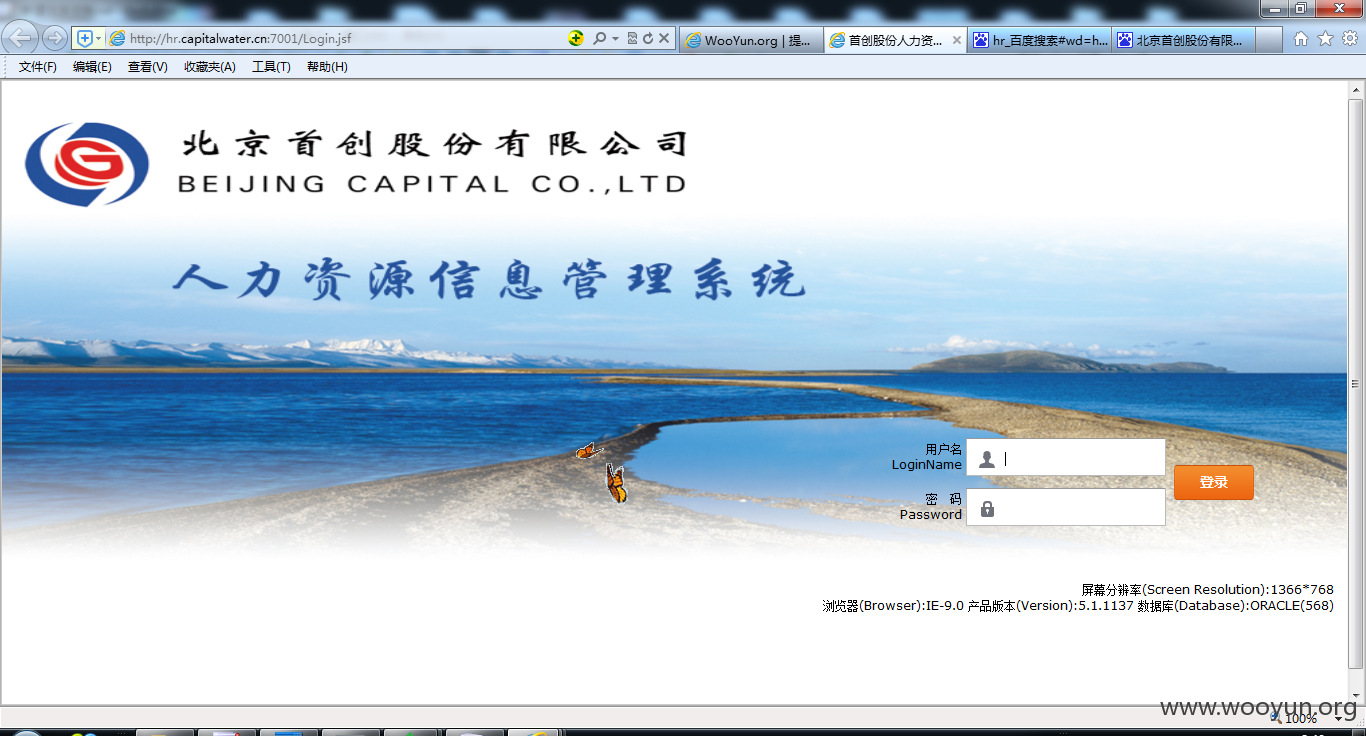 http://hr.capitalwater.cn:7001/Login.jsf
WooYun.org | 提...
首创股份人力资...
hr_百度搜索#wd=h...
北京首创股份有限...
文件(F) 编辑(E) 查看(V) 收藏夹(A) 工具(T) 帮助(H)
北京首创股份有限公司
BEIJING CAPITAL CO.,LTD
人力资源信息管理系统
用户名
LoginName
登录
密 码
Password
屏幕分辨率(Screen Resolution):1366*768
浏览器(Browser):IE-9.0 产品版本(Version):5.1.1137 数据库(Database):ORACLE(568)
www.wooyun.org
100%